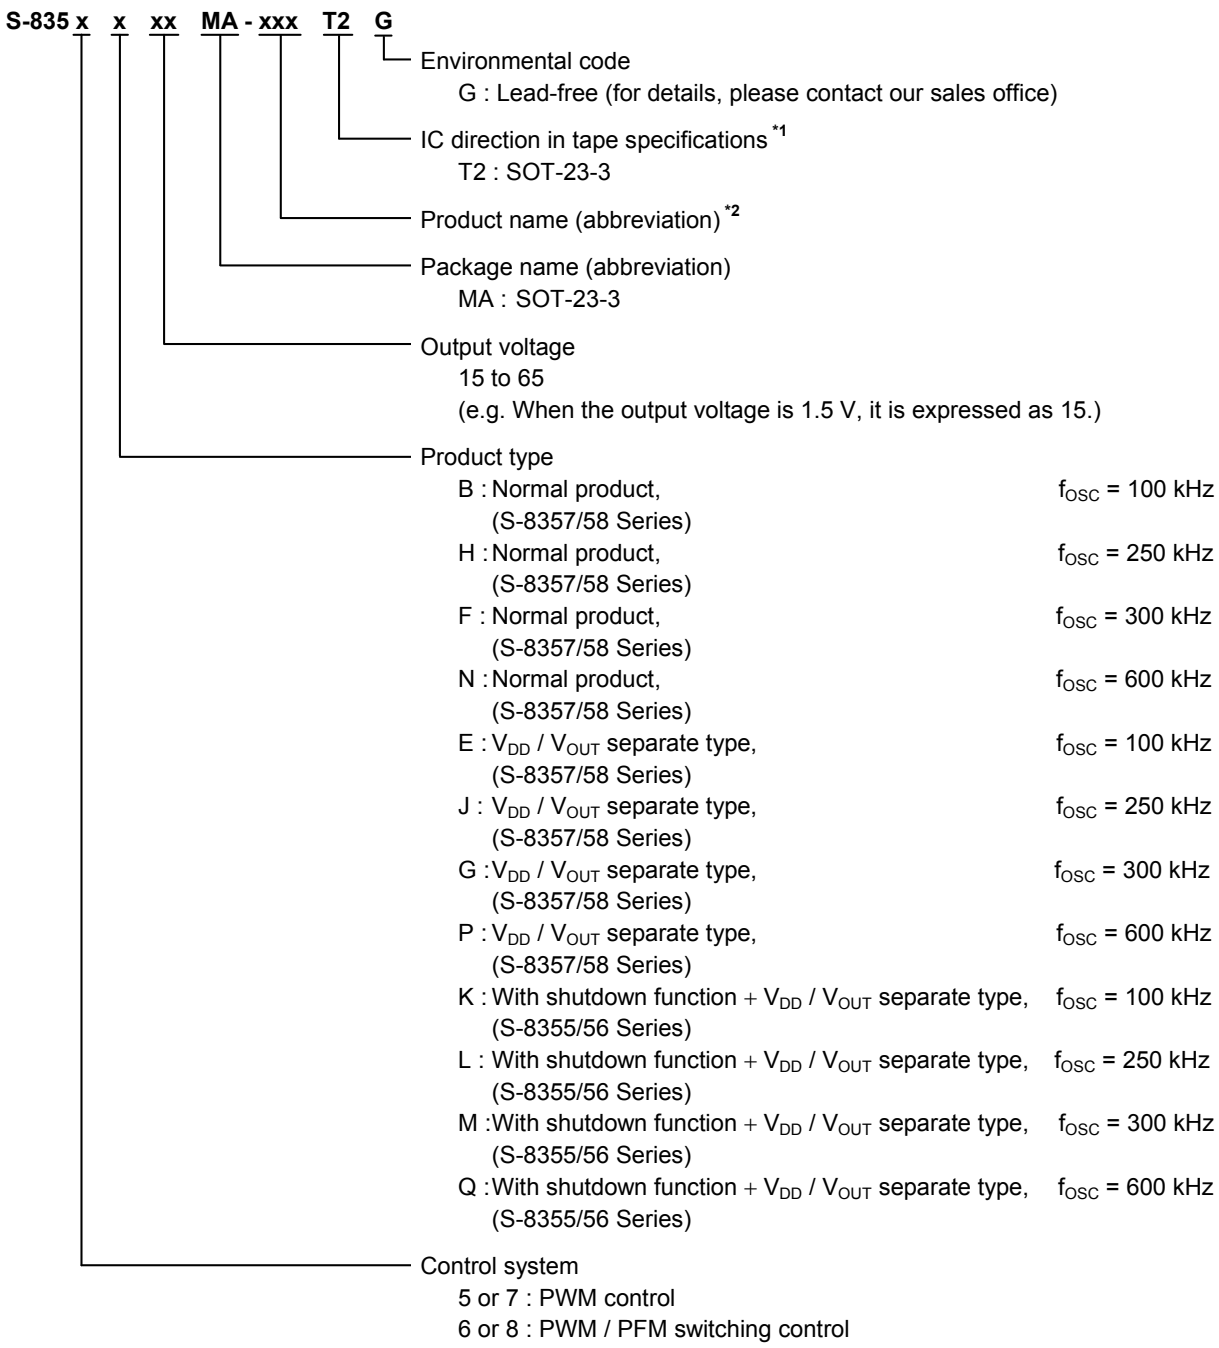 S-835 x x xx MA - xxx T2 G
Environmental code
G : Lead-free (for details, please contact our sales office)
IC direction in tape specifications *1
T2 : SOT-23-3
Product name (abbreviation) *2
Package name (abbreviation)
MA : SOT-23-3
Output voltage
15 to 65
(e.g. When the output voltage is 1.5 V, it is expressed as 15.)
Product type
B : Normal product, fOSC = 100 kHz
(S-8357/58 Series)
H : Normal product, fOSC = 250 kHz
(S-8357/58 Series)
F : Normal product, fOSC = 300 kHz
(S-8357/58 Series)
N : Normal product, fOSC = 600 kHz
(S-8357/58 Series)
E : VDD / VOUT separate type, fOSC = 100 kHz
(S-8357/58 Series)
J : VDD / VOUT separate type, fOSC = 250 kHz
(S-8357/58 Series)
G : VDD / VOUT separate type, fOSC = 300 kHz
(S-8357/58 Series)
P : VDD / VOUT separate type, fOSC = 600 kHz
(S-8357/58 Series)
K : With shutdown function + VDD / VOUT separate type, fOSC = 100 kHz
(S-8355/56 Series)
L : With shutdown function + VDD / VOUT separate type, fOSC = 250 kHz
(S-8355/56 Series)
M : With shutdown function + VDD / VOUT separate type, fOSC = 300 kHz
(S-8355/56 Series)
Q : With shutdown function + VDD / VOUT separate type, fOSC = 600 kHz
(S-8355/56 Series)
Control system
5 or 7 : PWM control
6 or 8 : PWM / PFM switching control